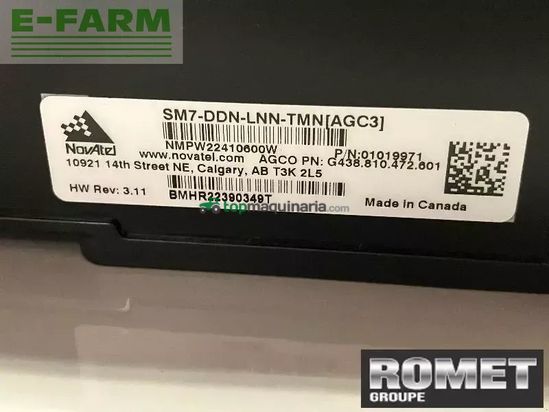 E-FARM
SM7-DDN-LNN-TMN[AGC3]
NovAtel
NMPW22410600W P/N:01019971
www.novatel.com AGCO PN: G438.810.472.601
10921 14th Street NE, Calgary, AB T3K 2L5
HW Rev: 3.11 BMHR22390349T Made in Canada
topmaquinaria.com
ROMET
GROUPE